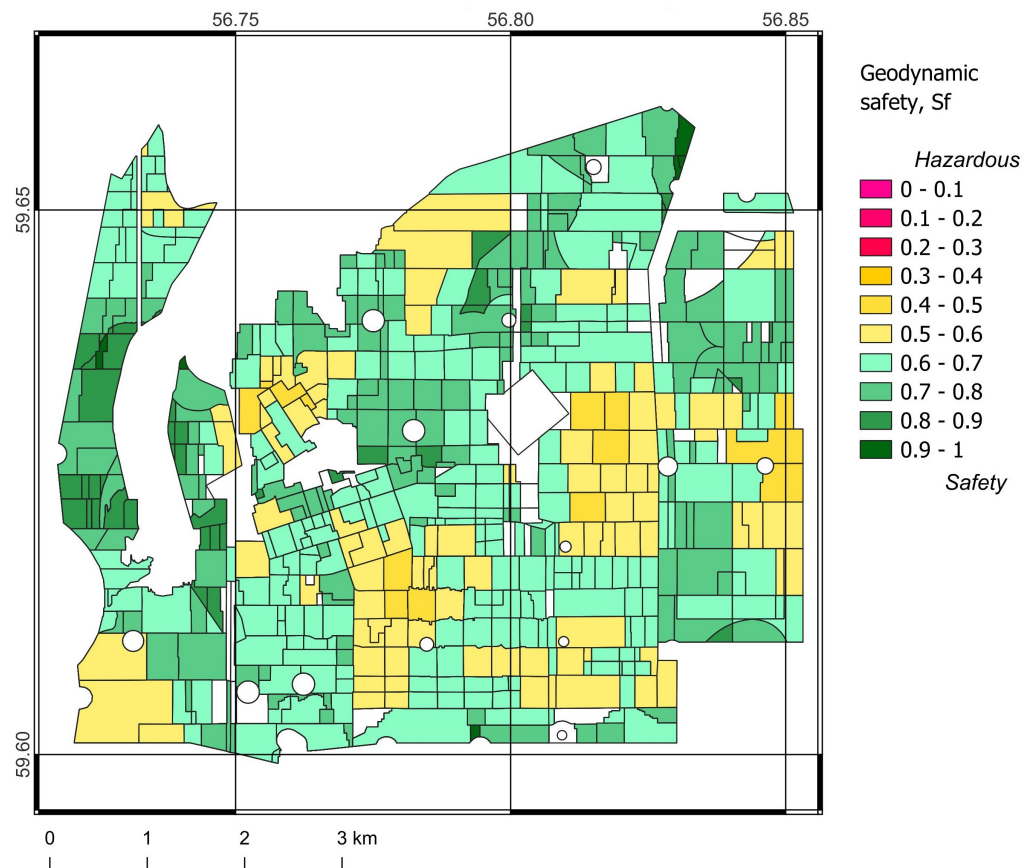 56.75 56.80 56.85
59.65
59.60
Geodynamic
safety, Sf
Hazardous
0 - 0.1
0.1 - 0.2
0.2 - 0.3
0.3 - 0.4
0.4 - 0.5
0.5 - 0.6
0.6 - 0.7
0.7 - 0.8
0.8 - 0.9
0.9 - 1
Safety
0 1 2 3 km